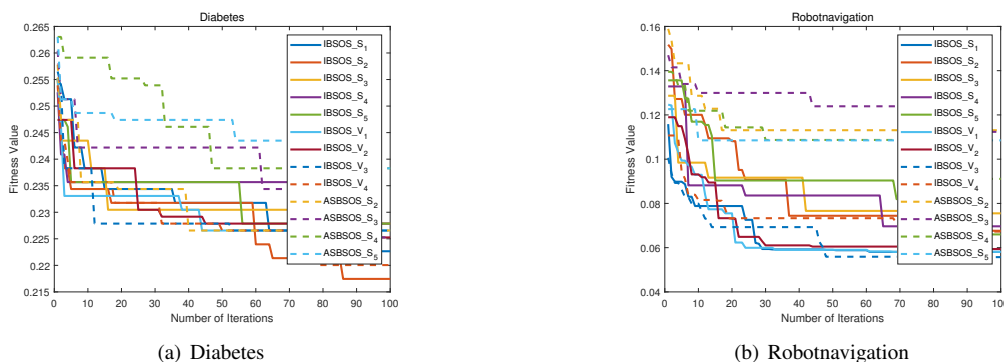 Diabetes
0.265
0.26
0.255
0.25
0.245
0.24
0.235
0.23
0.225
0.22
0.215
Fitness Value
0 10 20 30 40 50 60 70 80 90 100
Number of Iterations
IBSOS_S1
IBSOS_S2
IBSOS_S3
IBSOS_S4
IBSOS_S5
IBSOS_V1
IBSOS_V2
IBSOS_V3
IBSOS_V4
ASBSOS_S2
ASBSOS_S3
ASBSOS_S4
ASBSOS_S5
(a) Diabetes
Robotnavigation
0.16
0.14
0.12
0.1
0.08
0.06
0.04
Fitness Value
0 10 20 30 40 50 60 70 80 90 100
Number of Iterations
IBSOS_S1
IBSOS_S2
IBSOS_S3
IBSOS_S4
IBSOS_S5
IBSOS_V1
IBSOS_V2
IBSOS_V3
IBSOS_V4
ASBSOS_S2
ASBSOS_S3
ASBSOS_S4
ASBSOS_S5
(b) Robotnavigation